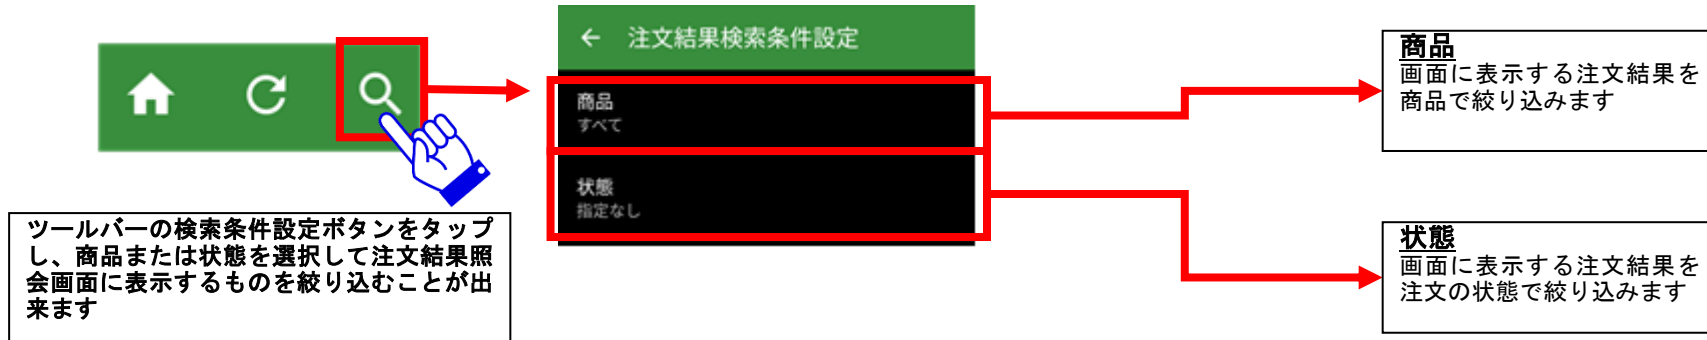 ツールバーの検索条件設定ボタンをタップ
し、商品または状態を選択して注文結果照
会画面に表示するものを絞り込むことが出
来ます
← 注文結果検索条件設定
商品
すべて
状態
指定なし
商品
画面に表示する注文結果を
商品で絞り込みます
状態
画面に表示する注文結果を
注文の状態で絞り込みます